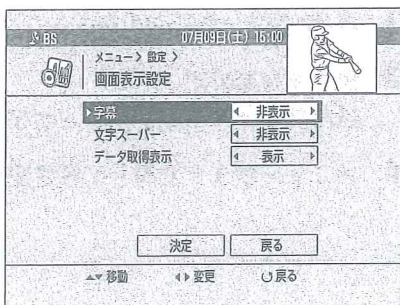 BS 07月09日(土) 15:00
メニュー > 設定 >
画面表示設定
▶字幕 ◀ 非表示 ▶
文字スーパー ◀ 非表示 ▶
データ取得表示 ◀ 表示 ▶
決定 戻る
▲▼ 移動 ◀▶ 変更 ↺ 戻る